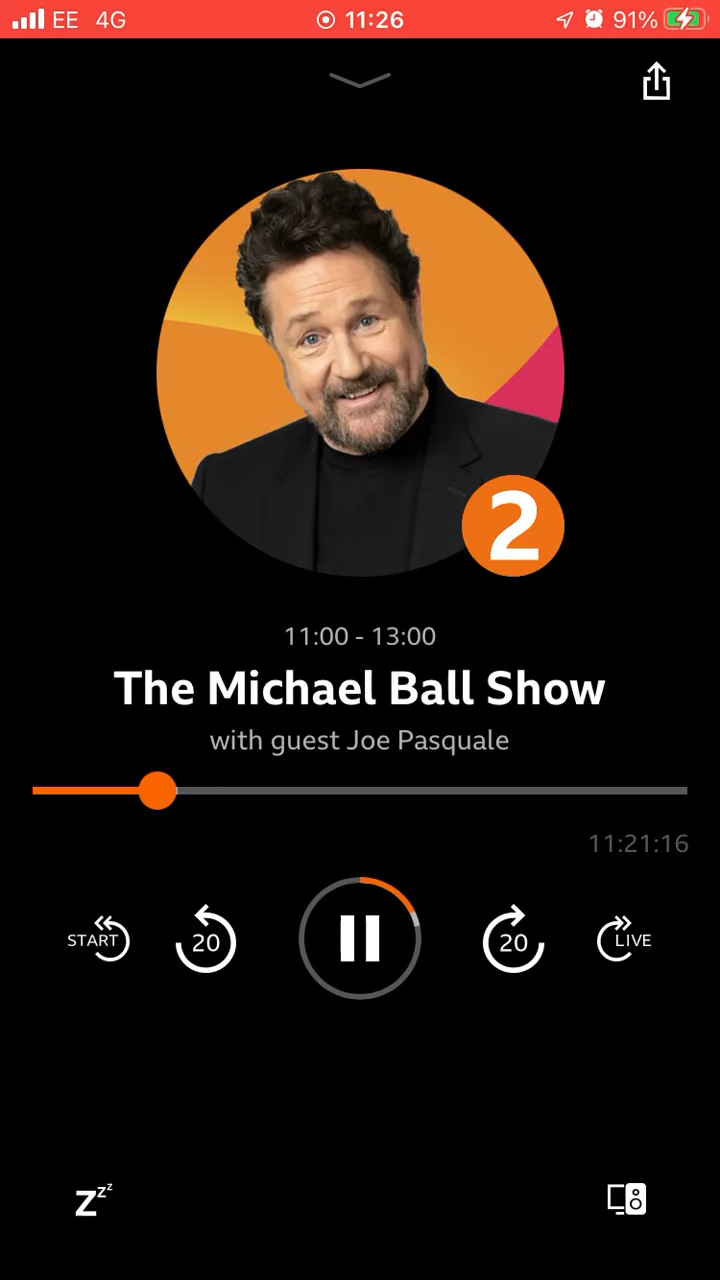 EE 4G 11:26 91%
2
11:00 - 13:00
The Michael Ball Show
with guest Joe Pasquale
11:21:16
START 20 20 LIVE
Zzz